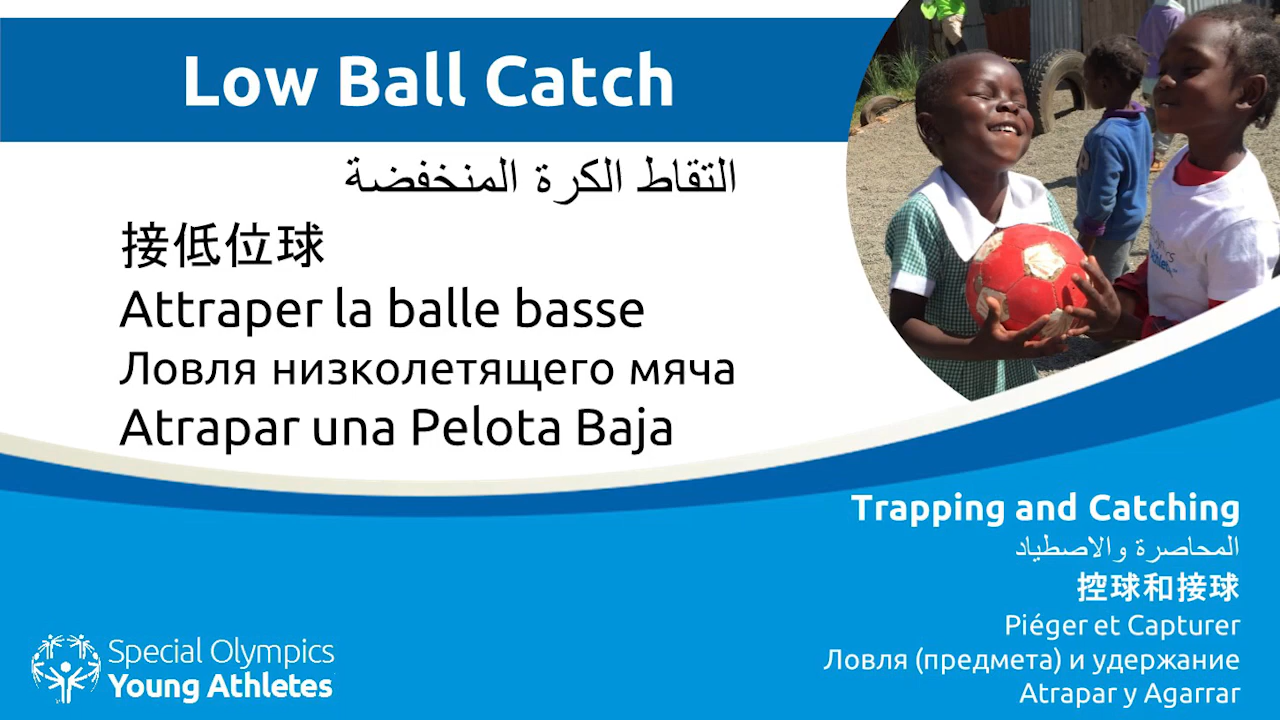 Low Ball Catch
التقاط الكرة المنخفضة
接低位球
Attraper la balle basse
Ловля низколетящего мяча
Atrapar una Pelota Baja
Trapping and Catching
المحاصرة والاصطياد
控球和接球
Piéger et Capturer
Ловля (предмета) и удержание
Atrapar y Agarrar
Special Olympics
Young Athletes